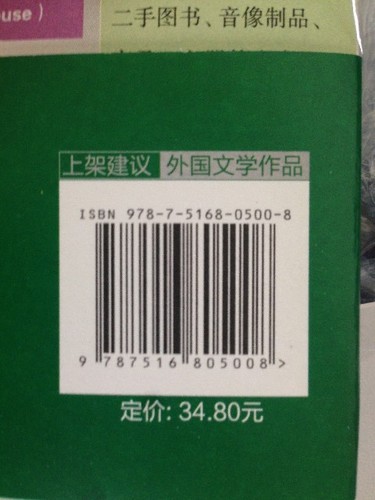 use )
二手图书、音像制品、
上架建议 外国文学作品
ISBN 978-7-5168-0500-8
9 787516 805008 >
定价: 34.80元